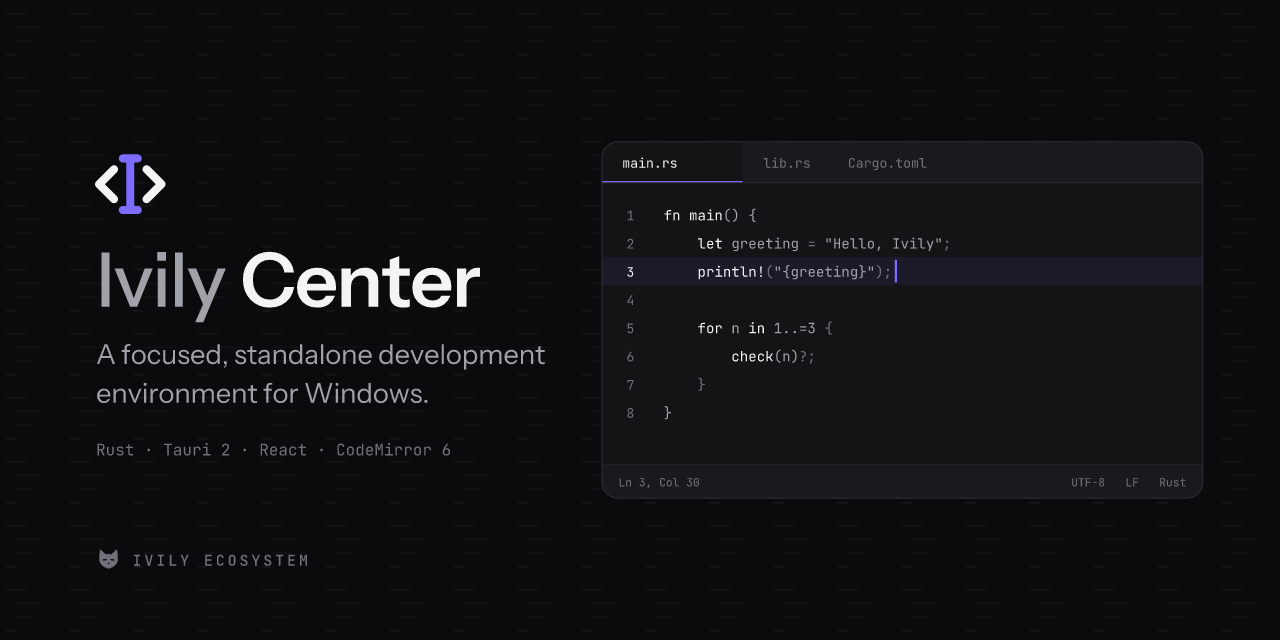 Ivily Center
A focused, standalone development
environment for Windows.
Rust · Tauri 2 · React · CodeMirror 6
IVILY ECOSYSTEM
main.rs lib.rs Cargo.toml
1 fn main() {
2     let greeting = "Hello, Ivily";
3     println!("{greeting}");
4
5     for n in 1..=3 {
6         check(n)?;
7     }
8 }
Ln 3, Col 30 UTF-8 LF Rust